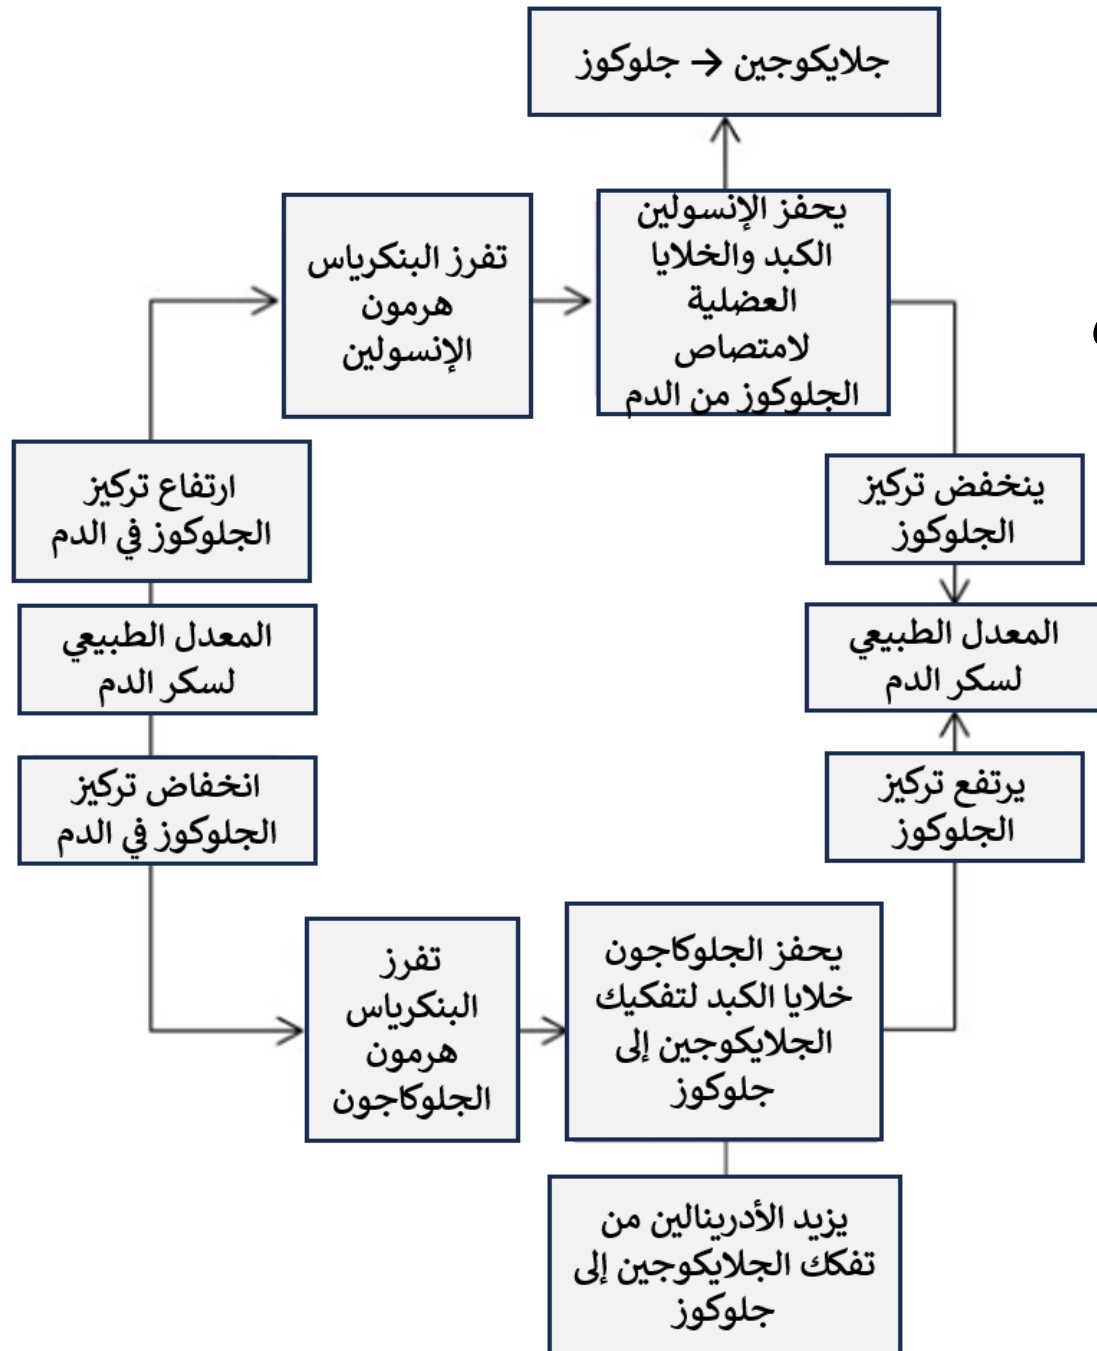 جلايكوجين → جلوكوز
تفرز البنكرياس
هرمون
الإنسولين
يحفز الإنسولين
الكبد والخلايا
العضلية
لامتصاص
الجلوكوز من الدم
ارتفاع تركيز
الجلوكوز في الدم
ينخفض تركيز
الجلوكوز
المعدل الطبيعي
لسكر الدم
المعدل الطبيعي
لسكر الدم
انخفاض تركيز
الجلوكوز في الدم
يرتفع تركيز
الجلوكوز
تفرز
البنكرياس
هرمون
الجلوكاجون
يحفز الجلوكاجون
خلايا الكبد لتفكيك
الجلايكوجين إلى
جلوكوز
يزيد الأدرينالين من
تفكك الجلايكوجين إلى
جلوكوز